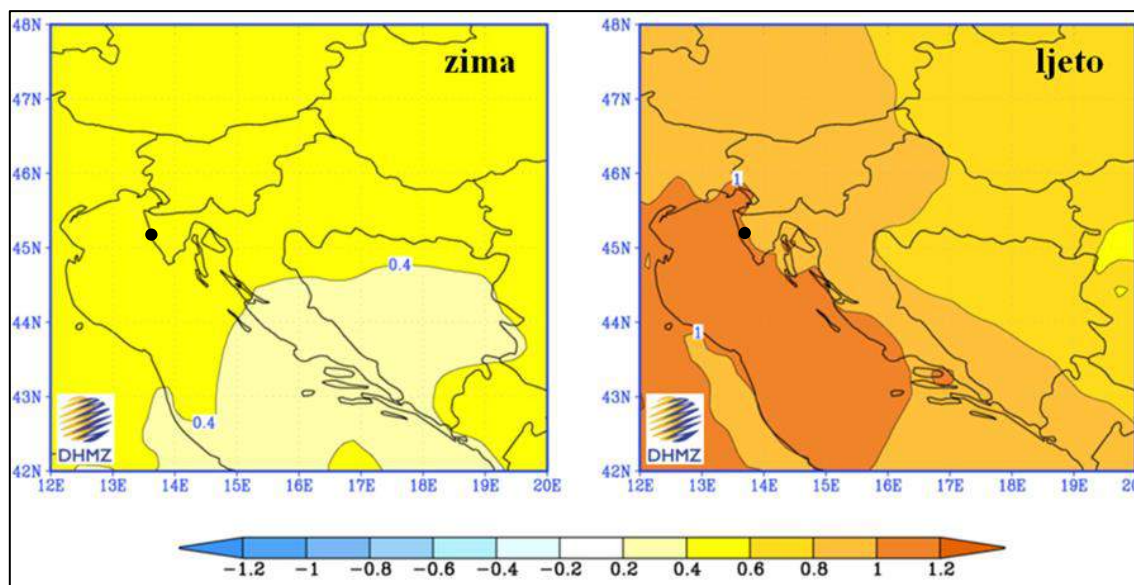 zima
48N
47N
46N
45N
44N
43N
42N
0.4
0.4
DHMZ
12E 13E 14E 15E 16E 17E 18E 19E 20E
ljeto
48N
47N
46N
45N
44N
43N
42N
1
1
DHMZ
12E 13E 14E 15E 16E 17E 18E 19E 20
-1.2 -1 -0.8 -0.6 -0.4 -0.2 0.2 0.4 0.6 0.8 1 1.2